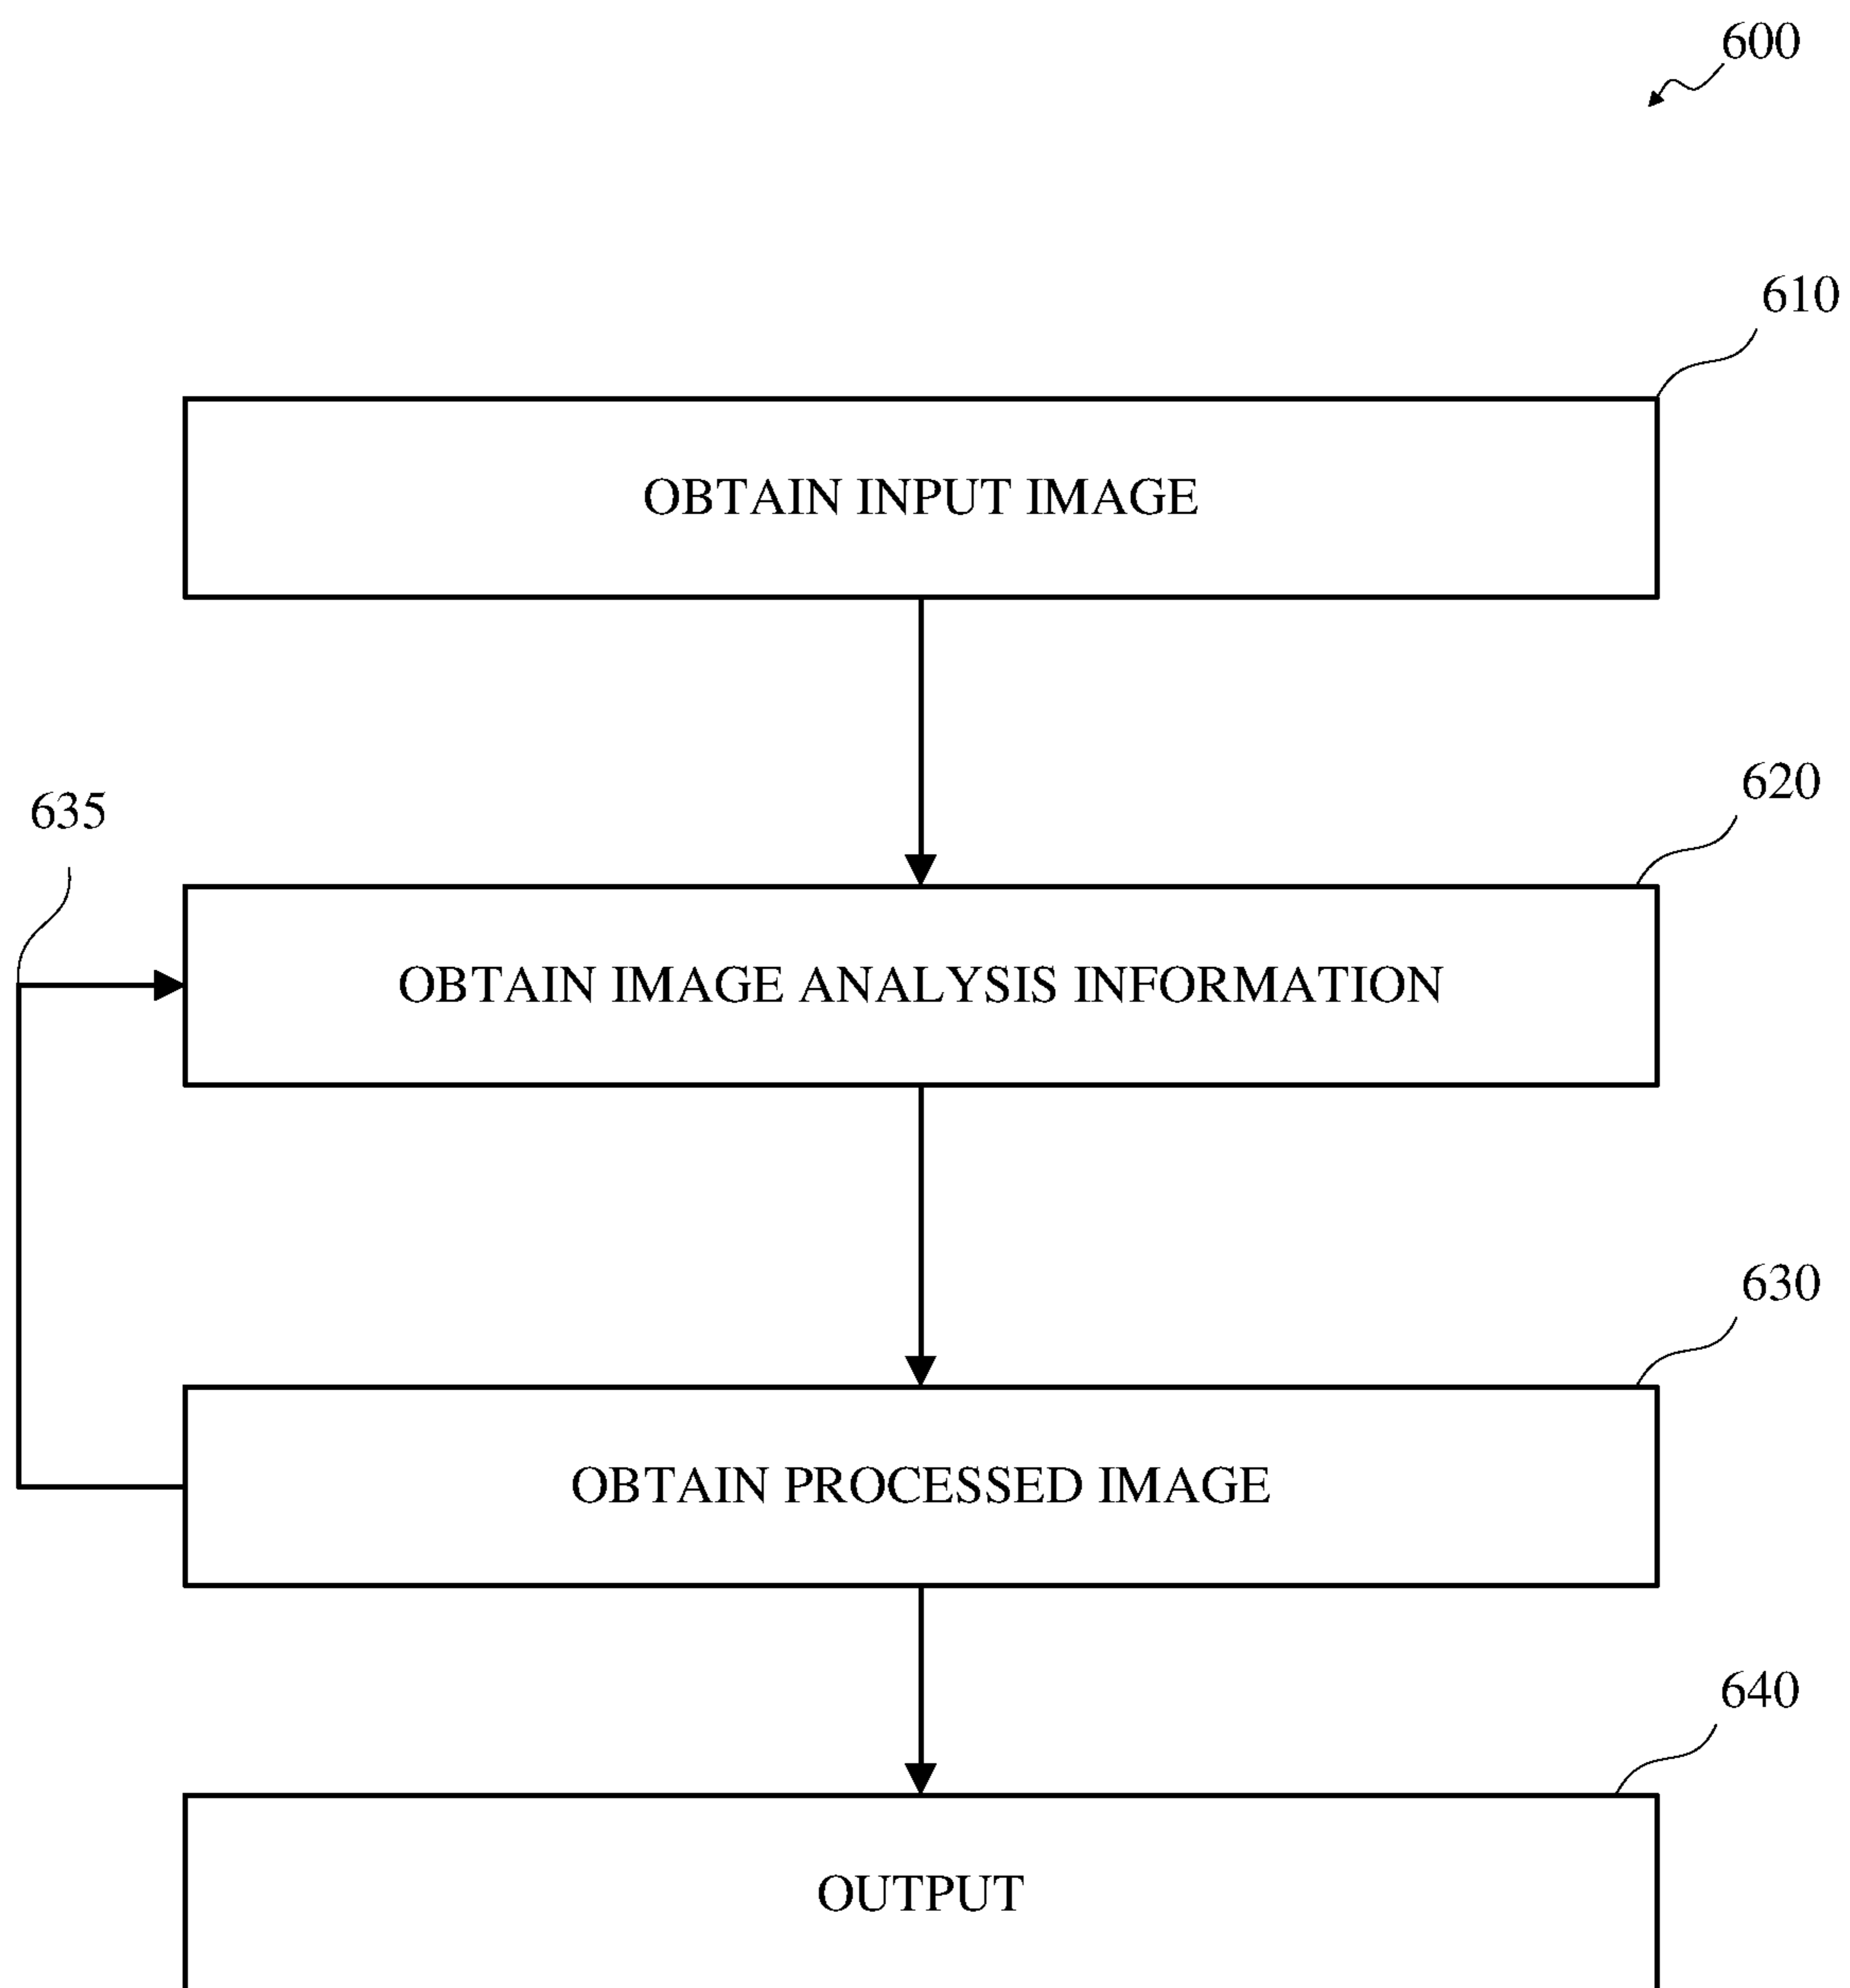 600
610
OBTAIN INPUT IMAGE
620
635
OBTAIN IMAGE ANALYSIS INFORMATION
630
OBTAIN PROCESSED IMAGE
640
OUTPUT